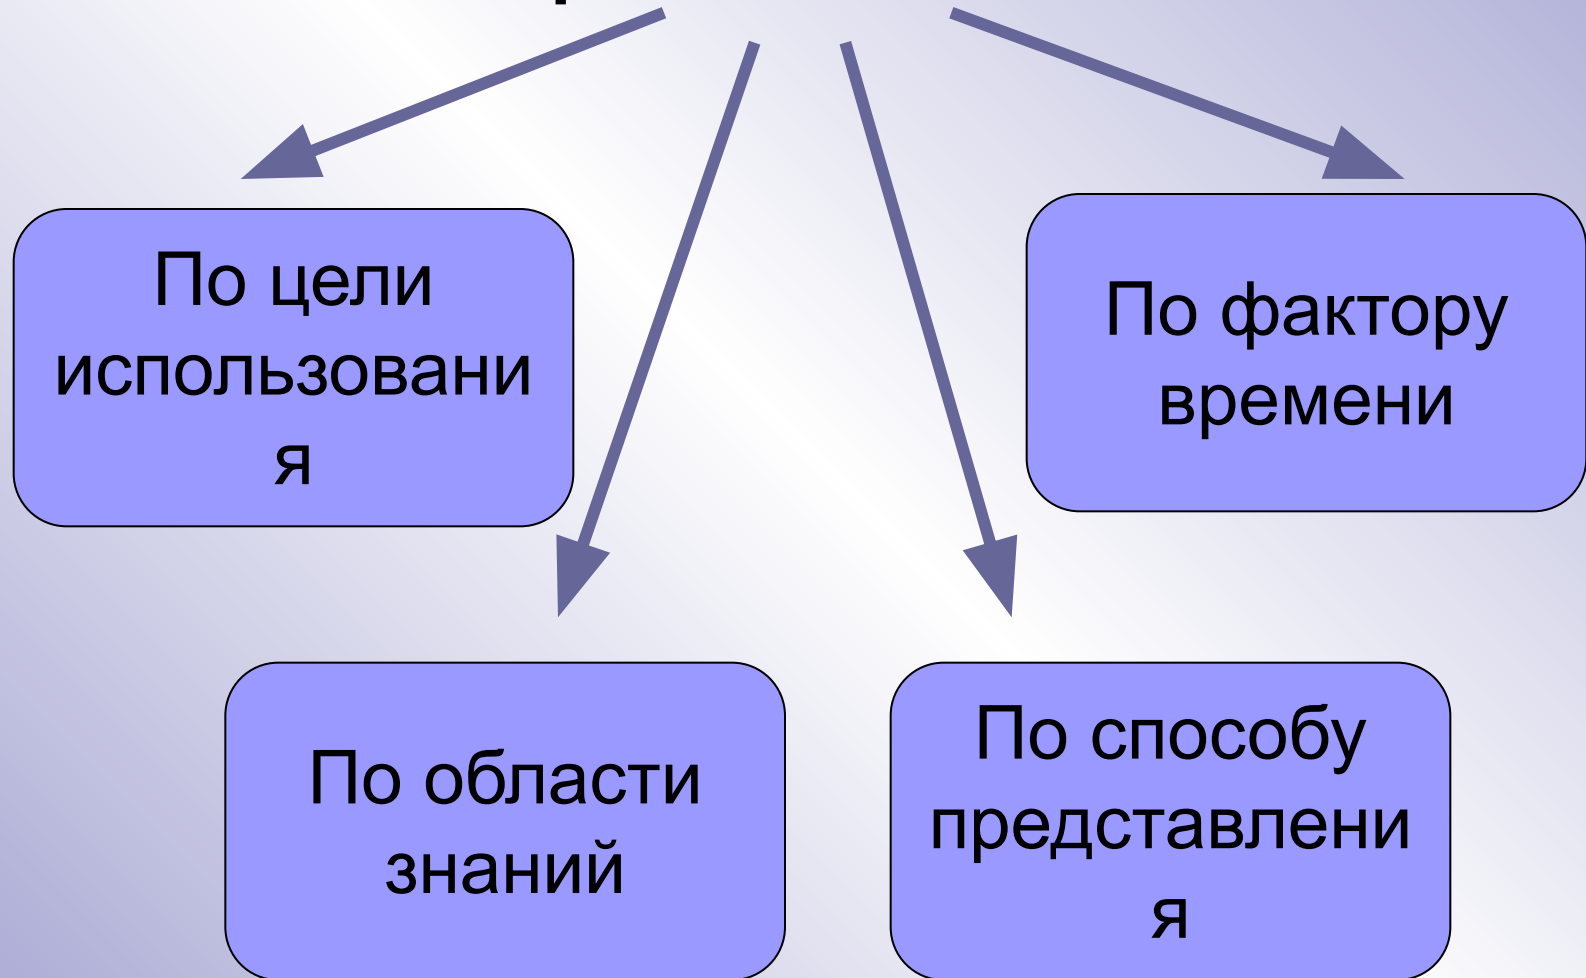 По цели
использовани
я
По фактору
времени
По области
знаний
По способу
представлени
я